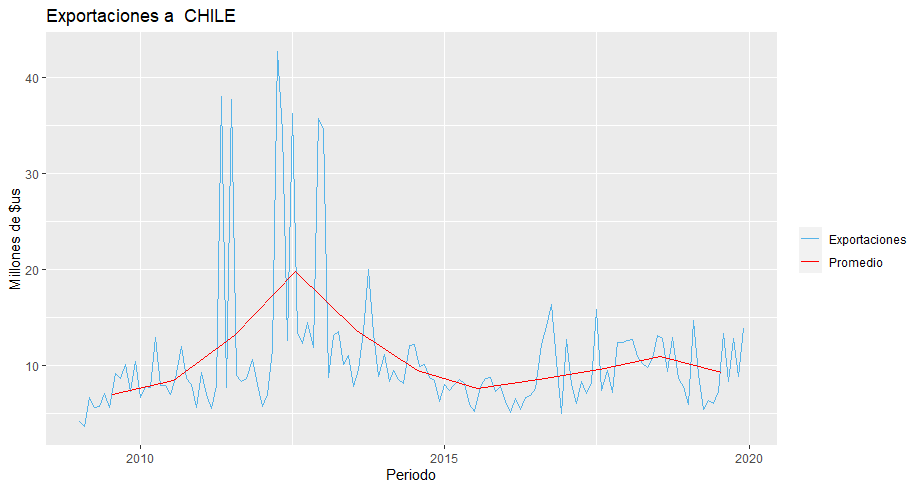 Exportaciones a  CHILE
40
30
20
10
Millones de $us
2010
2015
2020
Periodo
Exportaciones
Promedio